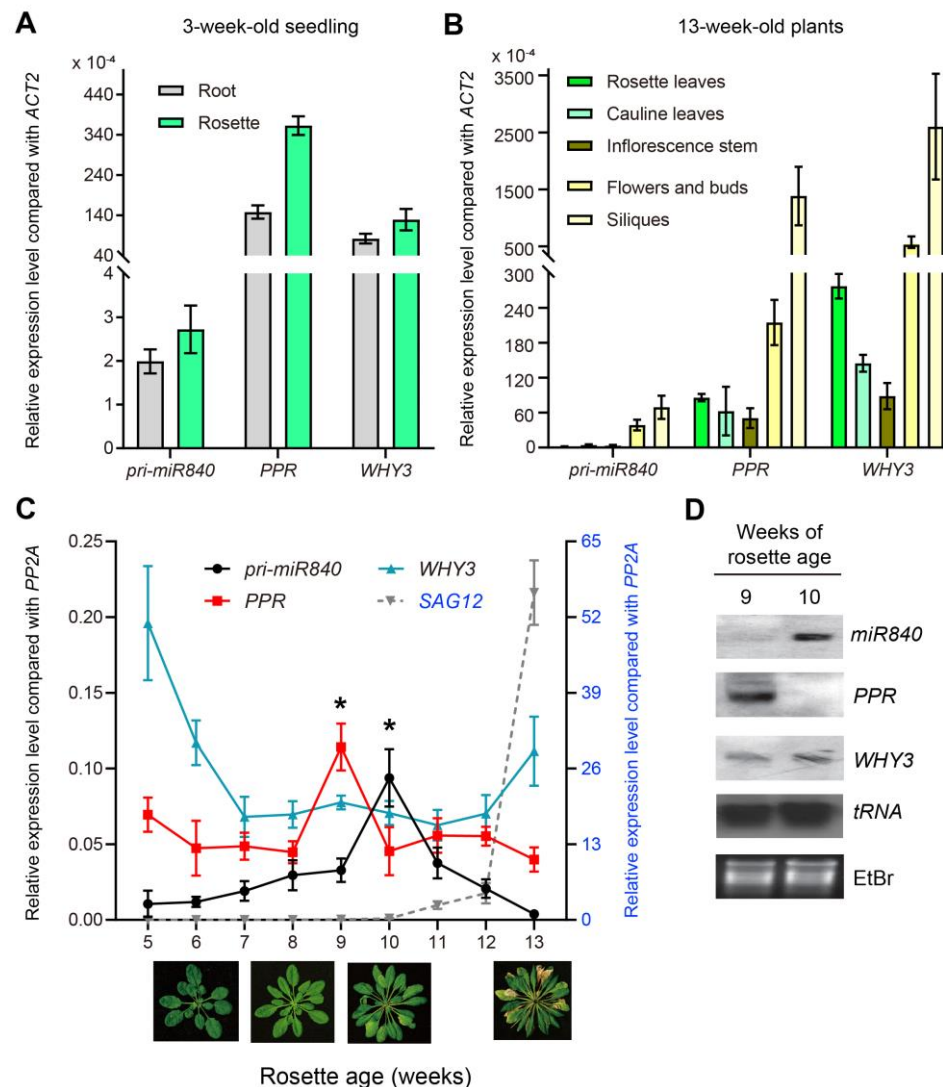 A
3-week-old seedling
x 10⁻⁴
Relative expression level compared with ACT2
440
340
240
140
40
4
3
2
1
0
Root
Rosette
pri-miR840 PPR WHY3
B
13-week-old plants
x 10⁻⁴
Relative expression level compared with ACT2
3500
2500
1500
500
300
240
180
120
60
0
Rosette leaves
Cauline leaves
Inflorescence stem
Flowers and buds
Siliques
pri-miR840 PPR WHY3
C
Relative expression level compared with PP2A
0.25
0.20
0.15
0.10
0.05
0.00
pri-miR840 WHY3
PPR SAG12
* *
65
52
39
26
13
0
Relative expression level compared with PP2A
5 6 7 8 9 10 11 12 13
Rosette age (weeks)
D
Weeks of
rosette age
9 10
miR840
PPR
WHY3
tRNA
EtBr